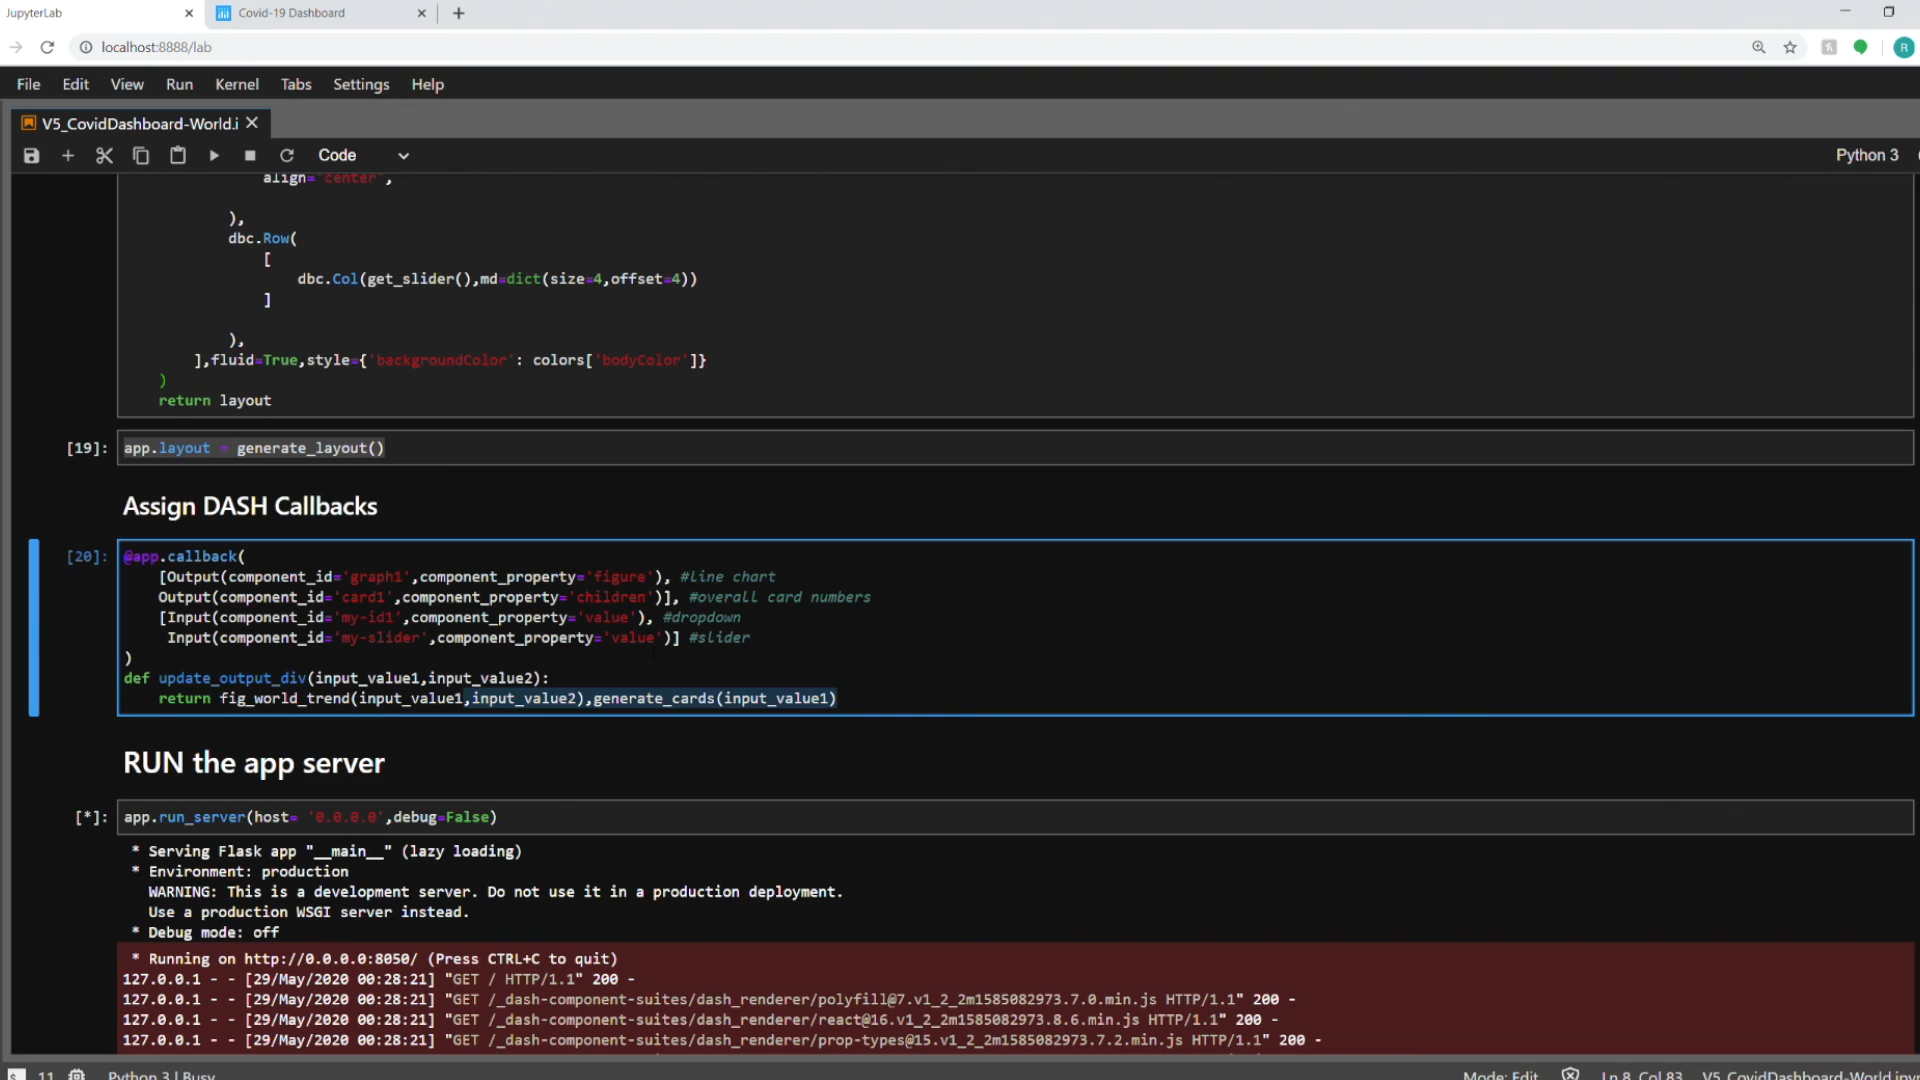 JupyterLab
Covid-19 Dashboard
localhost:8888/lab
R
File Edit View Run Kernel Tabs Settings Help
V5_CovidDashboard-World.i
Code
Python 3
align="center",
),
dbc.Row(
[
dbc.Col(get_slider(),md=dict(size=4,offset=4))
]
),
],fluid=True,style={'backgroundColor': colors['bodyColor']}
)
return layout
[19]: app.layout = generate_layout()
Assign DASH Callbacks
[20]: @app.callback(
[Output(component_id='graph1',component_property='figure'), #line chart
Output(component_id='card1',component_property='children')], #overall card numbers
[Input(component_id='my-id1',component_property='value'), #dropdown
Input(component_id='my-slider',component_property='value')] #slider
)
def update_output_div(input_value1,input_value2):
return fig_world_trend(input_value1,input_value2),generate_cards(input_value1)
RUN the app server
[*]: app.run_server(host= '0.0.0.0',debug=False)
* Serving Flask app "__main__" (lazy loading)
* Environment: production
WARNING: This is a development server. Do not use it in a production deployment.
Use a production WSGI server instead.
* Debug mode: off
* Running on http://0.0.0.0:8050/ (Press CTRL+C to quit)
127.0.0.1 - - [29/May/2020 00:28:21] "GET / HTTP/1.1" 200 -
127.0.0.1 - - [29/May/2020 00:28:21] "GET /_dash-component-suites/dash_renderer/polyfill@7.v1_2_2m1585082973.7.0.min.js HTTP/1.1" 200 -
127.0.0.1 - - [29/May/2020 00:28:21] "GET /_dash-component-suites/dash_renderer/react@16.v1_2_2m1585082973.8.6.min.js HTTP/1.1" 200 -
127.0.0.1 - - [29/May/2020 00:28:21] "GET /_dash-component-suites/dash_renderer/prop-types@15.v1_2_2m1585082973.7.2.min.js HTTP/1.1" 200 -
11 Python 3 | Busy
Mode: Edit Ln 8, Col 83 V5_CovidDashboard-World.ipyn